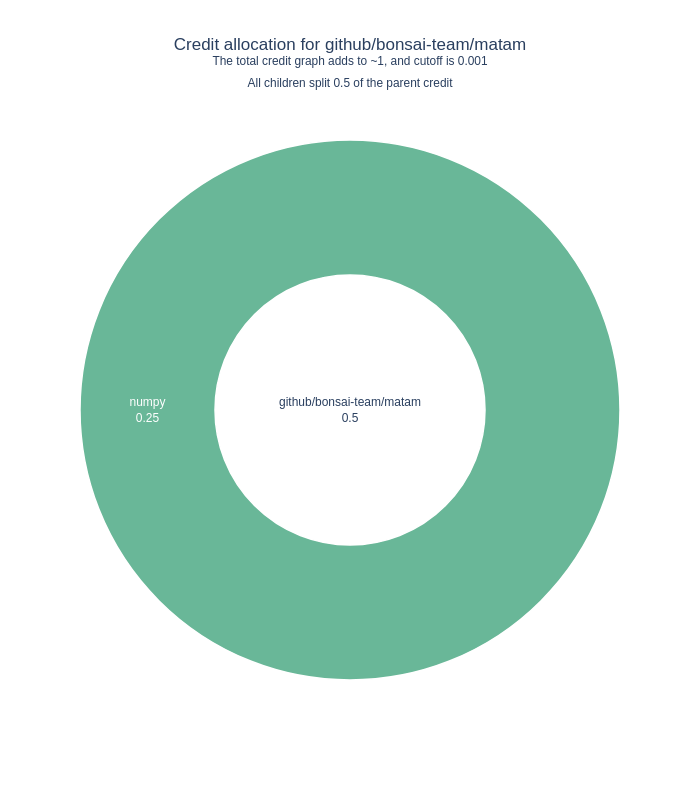 Credit allocation for github/bonsai-team/matam
The total credit graph adds to ~1, and cutoff is 0.001
All children split 0.5 of the parent credit
numpy
0.25
github/bonsai-team/matam
0.5